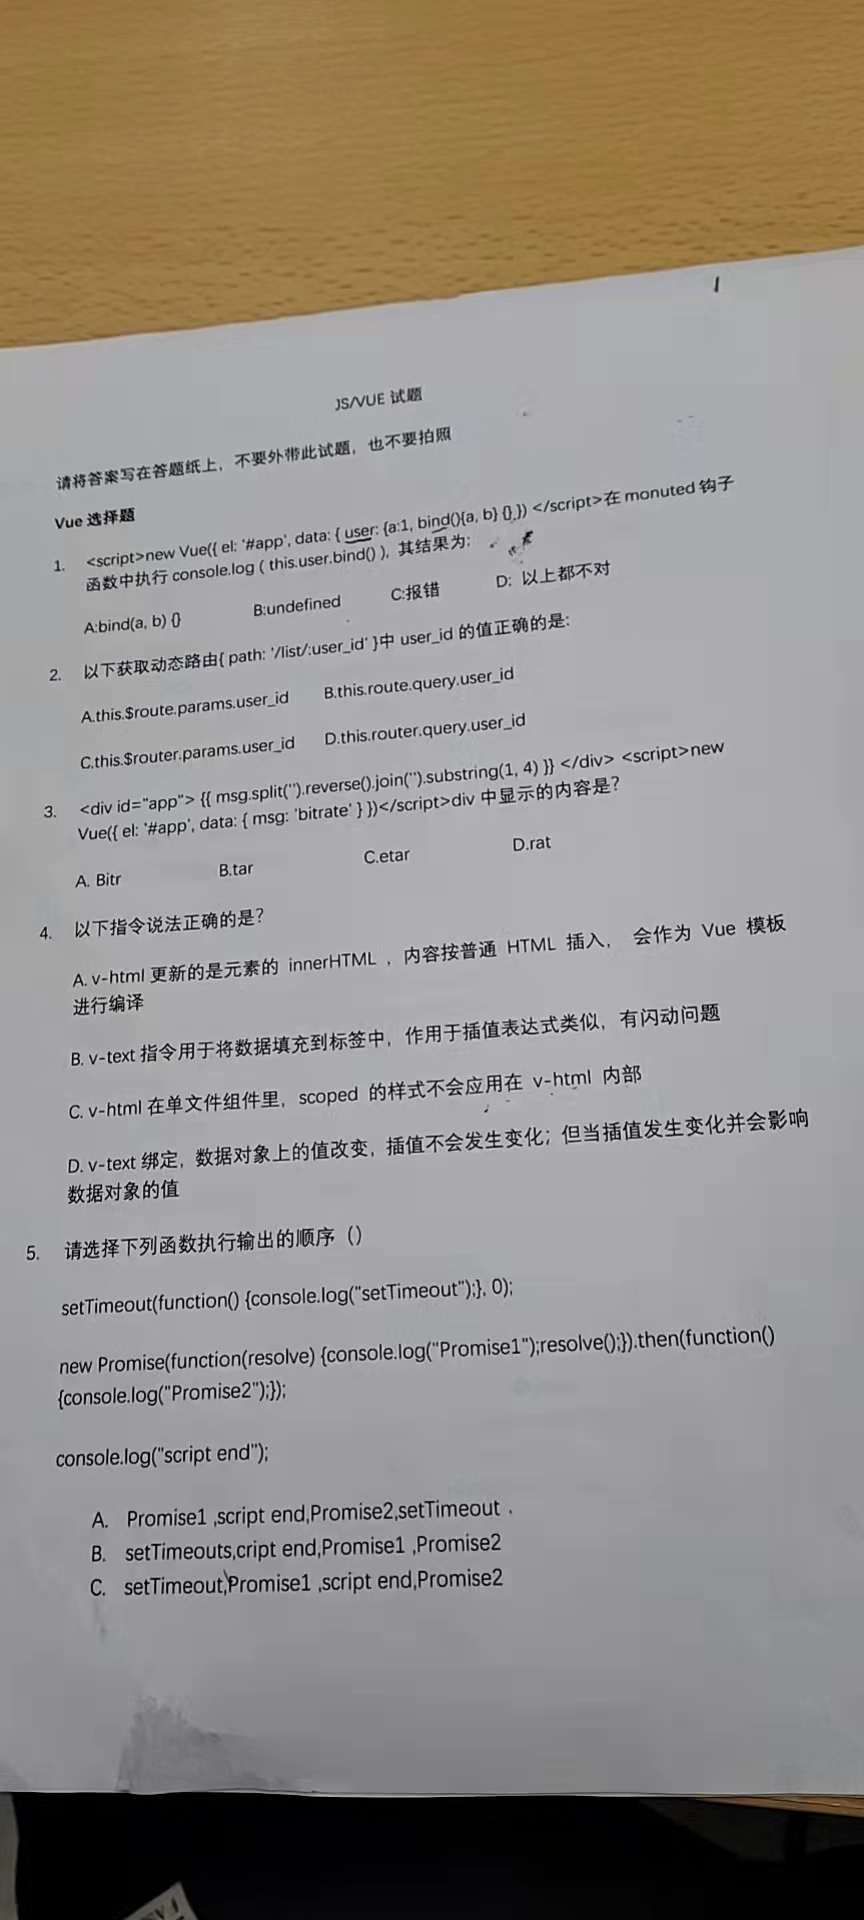 1
JS/VUE 试题
请将答案写在答题纸上，不要外带此试题，也不要拍照
Vue 选择题
1. <script>new Vue({ el: '#app', data: { user: {a:1, bind(){a, b} {} }) </script>在 monuted 钩子
函数中执行 console.log ( this.user.bind() )，其结果为:
A:bind(a, b) {} B:undefined C:报错 D: 以上都不对
2. 以下获取动态路由{ path: '/list/:user_id' }中 user_id 的值正确的是:
A.this.$route.params.user_id B.this.route.query.user_id
C.this.$router.params.user_id D.this.router.query.user_id
3. <div id="app"> {{ msg.split('').reverse().join('').substring(1, 4) }} </div> <script>new
Vue({ el: '#app', data: { msg: 'bitrate' } })</script>div 中显示的内容是?
A. Bitr B.tar C.etar D.rat
4. 以下指令说法正确的是?
A. v-html 更新的是元素的 innerHTML ，内容按普通 HTML 插入， 会作为 Vue 模板
进行编译
B. v-text 指令用于将数据填充到标签中，作用于插值表达式类似，有闪动问题
C. v-html 在单文件组件里，scoped 的样式不会应用在 v-html 内部
D. v-text 绑定，数据对象上的值改变，插值不会发生变化；但当插值发生变化并会影响
数据对象的值
5. 请选择下列函数执行输出的顺序（）
setTimeout(function() {console.log("setTimeout");}, 0);
new Promise(function(resolve) {console.log("Promise1");resolve();}).then(function()
{console.log("Promise2");});
console.log("script end");
A. Promise1 ,script end,Promise2,setTimeout .
B. setTimeouts,cript end,Promise1 ,Promise2
C. setTimeout,Promise1 ,script end,Promise2